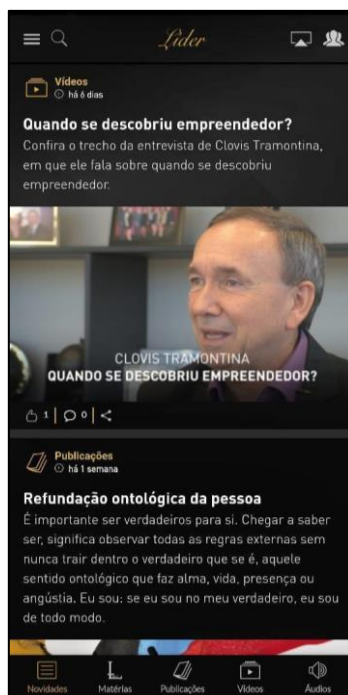 Líder
Vídeos
há 6 dias
Quando se descobriu empreendedor?
Confira o trecho da entrevista de Clovis Tramontina,
em que ele fala sobre quando se descobriu
empreendedor.
CLOVIS TRAMONTINA
QUANDO SE DESCOBRIU EMPREENDEDOR?
1 | 0 |
Publicações
há 1 semana
Refundação ontológica da pessoa
É importante ser verdadeiros para si. Chegar a saber
ser, significa observar todas as regras externas sem
nunca trair dentro o verdadeiro que se é, aquele
sentido ontológico que faz alma, vida, presença ou
angústia. Eu sou: se eu sou no meu verdadeiro, eu sou
de todo modo.
Novidades Matérias Publicações Vídeos Áudios